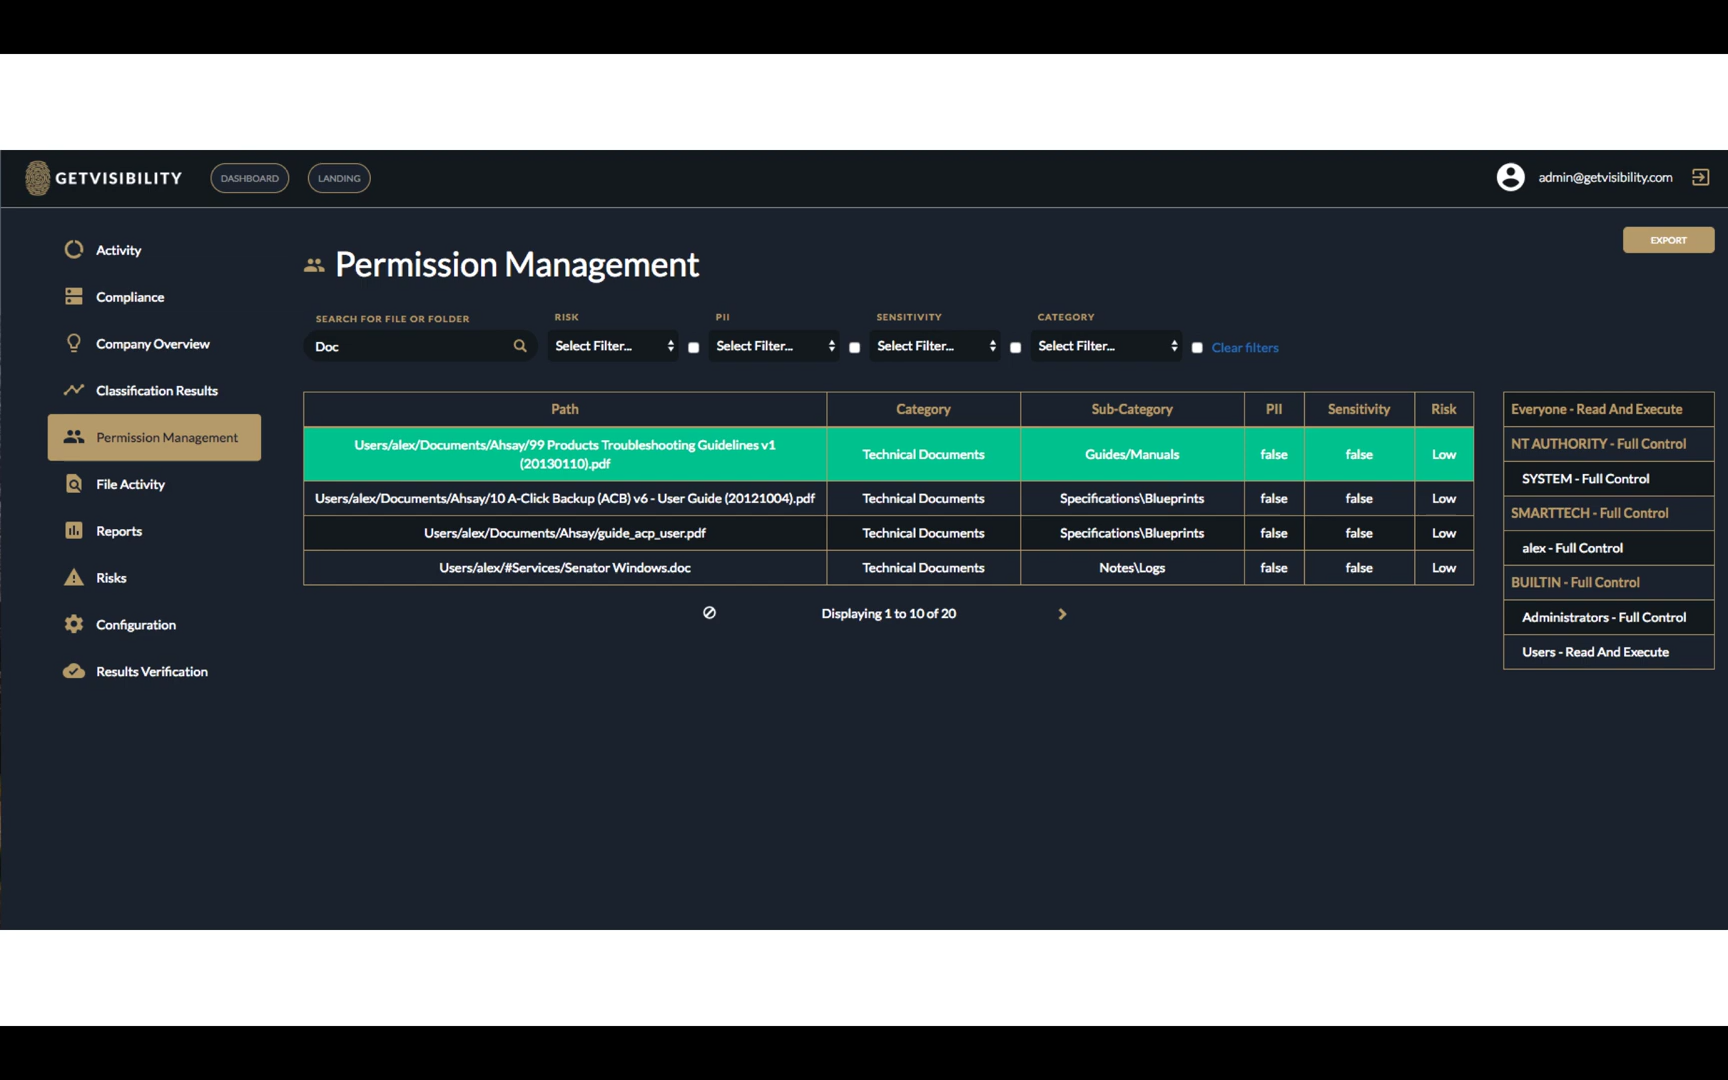 GETVISIBILITY
DASHBOARD
LANDING
admin@getvisibility.com
Activity
Compliance
Company Overview
Classification Results
Permission Management
File Activity
Reports
Risks
Configuration
Results Verification
Permission Management
EXPORT
SEARCH FOR FILE OR FOLDER
RISK
PII
SENSITIVITY
CATEGORY
Doc
Select Filter...
Select Filter...
Select Filter...
Select Filter...
Clear filters
Path Category Sub-Category PII Sensitivity Risk
Users/alex/Documents/Ahsay/99 Products Troubleshooting Guidelines v1
(20130110).pdf
Technical Documents Guides/Manuals false false Low
Users/alex/Documents/Ahsay/10 A-Click Backup (ACB) v6 - User Guide (20121004).pdf Technical Documents Specifications\Blueprints false false Low
Users/alex/Documents/Ahsay/guide_acp_user.pdf Technical Documents Specifications\Blueprints false false Low
Users/alex/#Services/Senator Windows.doc Technical Documents Notes\Logs false false Low
Displaying 1 to 10 of 20
Everyone - Read And Execute
NT AUTHORITY - Full Control
SYSTEM - Full Control
SMARTTECH - Full Control
alex - Full Control
BUILTIN - Full Control
Administrators - Full Control
Users - Read And Execute